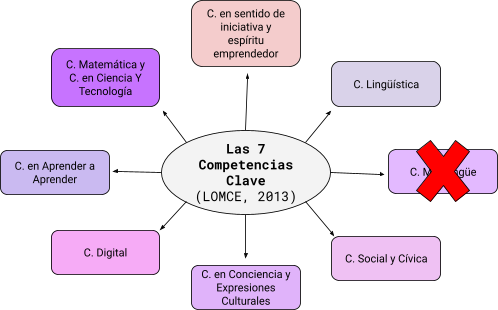 C. en sentido de
iniciativa y
espíritu
emprendedor
C. Matemática y
C. en Ciencia Y
Tecnología
C. Lingüística
Las 7
Competencias
Clave
(LOMCE, 2013)
C. en Aprender a
Aprender
C.
C. Digital
C. Social y Cívica
C. en Conciencia y
Expresiones
Culturales